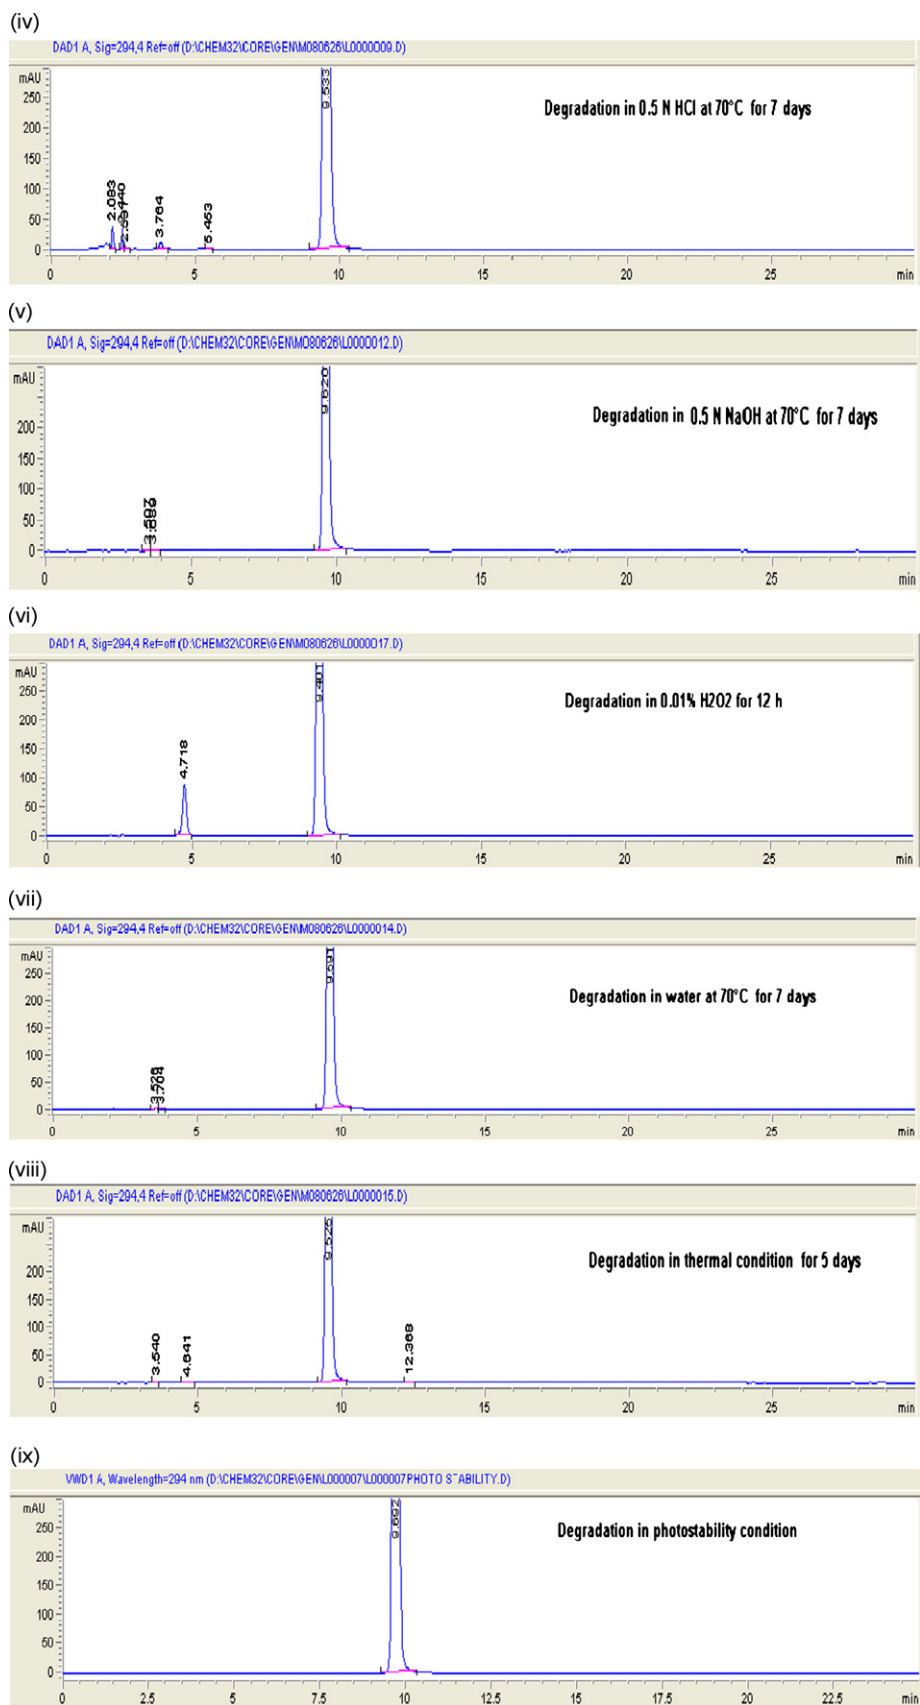 (iv)
DAD1 A, Sig=294,4 Ref=off (D:\CHEM32\CORE\GEN\M080626\L0000009.D)
mAU
250
200
150
100
50
0
2.093
3.764
5.453
9.533
Degradation in 0.5 N HCl at 70°C for 7 days
0 5 10 15 20 25 min
(v)
DAD1 A, Sig=294,4 Ref=off (D:\CHEM32\CORE\GEN\M080626\L0000012.D)
mAU
200
150
100
50
0
9.620
Degradation in 0.5 N NaOH at 70°C for 7 days
0 5 10 15 20 25 min
(vi)
DAD1 A, Sig=294,4 Ref=off (D:\CHEM32\CORE\GEN\M080626\L0000017.D)
mAU
250
200
150
100
50
0
4.718
9.401
Degradation in 0.01% H2O2 for 12 h
0 5 10 15 20 25 min
(vii)
DAD1 A, Sig=294,4 Ref=off (D:\CHEM32\CORE\GEN\M080626\L0000014.D)
mAU
250
200
150
100
50
0
3.704
9.591
Degradation in water at 70°C for 7 days
0 5 10 15 20 25 min
(viii)
DAD1 A, Sig=294,4 Ref=off (D:\CHEM32\CORE\GEN\M080626\L0000015.D)
mAU
200
150
100
50
0
3.540
4.641
9.525
12.368
Degradation in thermal condition for 5 days
0 5 10 15 20 25 min
(ix)
VWD1 A, Wavelength=294 nm (D:\CHEM32\CORE\GEN\L000007\L000007PHOTO STABILITY.D)
mAU
250
200
150
100
50
0
9.692
Degradation in photostability condition
0 2.5 5 7.5 10 12.5 15 17.5 20 22.5 min